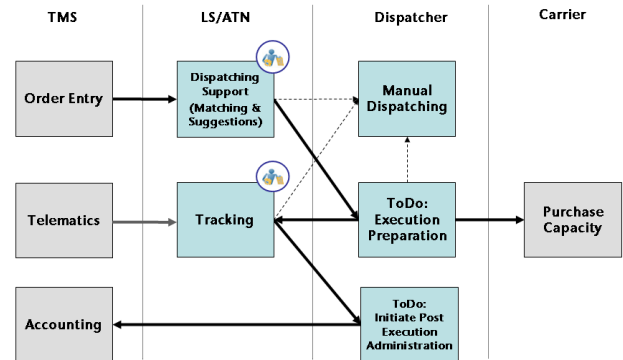 TMS
LS/ATN
Dispatcher
Carrier
Order Entry
Dispatching
Support
(Matching &
Suggestions)
Manual
Dispatching
Telematics
Tracking
ToDo:
Execution
Preparation
Purchase
Capacity
Accounting
ToDo:
Initiate Post
Execution
Administration